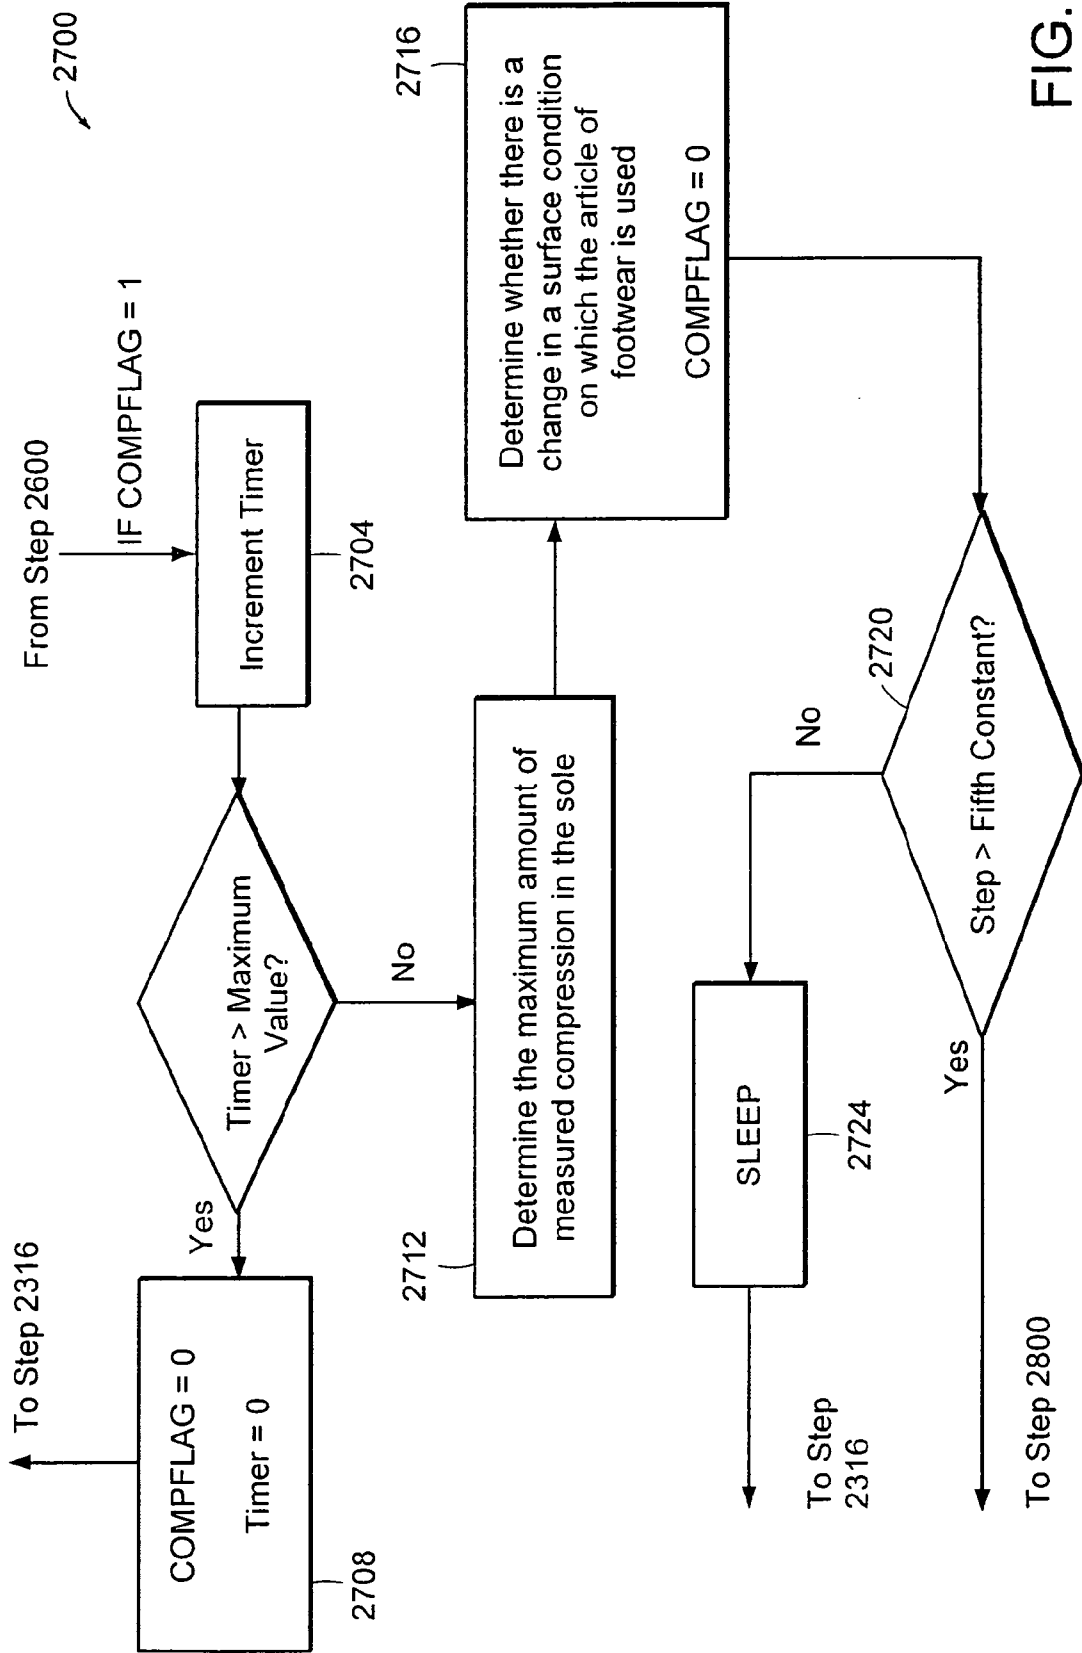 2700
From Step 2600
IF COMPFLAG = 1
Increment Timer
2704
Timer > Maximum
Value?
Yes
No
To Step 2316
COMPFLAG = 0
Timer = 0
2708
2712
Determine the maximum amount of
measured compression in the sole
2716
Determine whether there is a
change in a surface condition
on which the article of
footwear is used
COMPFLAG = 0
2720
Step > Fifth Constant?
No
Yes
SLEEP
2724
To Step
2316
To Step 2800
FIG.